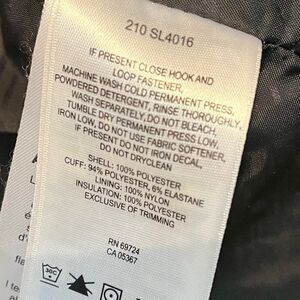 210 SL4016
IF PRESENT CLOSE HOOK AND
LOOP FASTENER.
MACHINE WASH COLD PERMANENT PRESS,
POWDERED DETERGENT, RINSE THOROUGHLY,
WASH SEPARATELY, DO NOT BLEACH,
TUMBLE DRY PERMANENT PRESS LOW,
IRON LOW, DO NOT USE FABRIC SOFTENER.
IF PRESENT DO NOT IRON DECAL,
DO NOT DRYCLEAN
SHELL: 100% POLYESTER
CUFF: 94% POLYESTER, 6% ELASTANE
LINING: 100% NYLON
INSULATION: 100% POLYESTER
EXCLUSIVE OF TRIMMING
RN 69724
CA 05367
30C